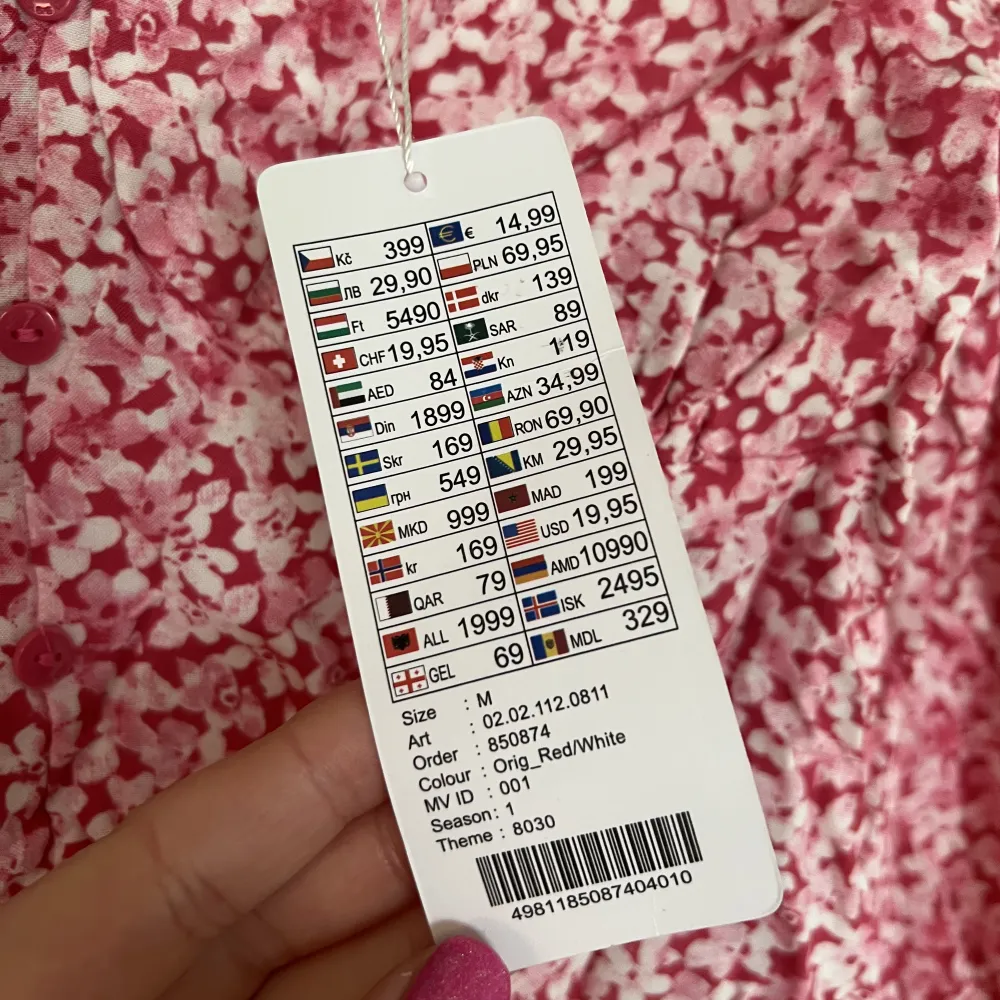 Kč 399 € 14,99
ЛВ 29,90 PLN 69,95
Ft 5490 dkr 139
CHF 19,95 SAR 89
AED 84 Kn 119
Din 1899 AZN 34,99
Skr 169 RON 69,90
грн 549 KM 29,95
MKD 999 MAD 199
kr 169 USD 19,95
QAR 79 AMD 10990
ALL 1999 ISK 2495
GEL 69 MDL 329
Size : M
Art : 02.02.112.0811
Order : 850874
Colour : Orig_Red/White
MV ID : 001
Season: 1
Theme : 8030
4981185087404010